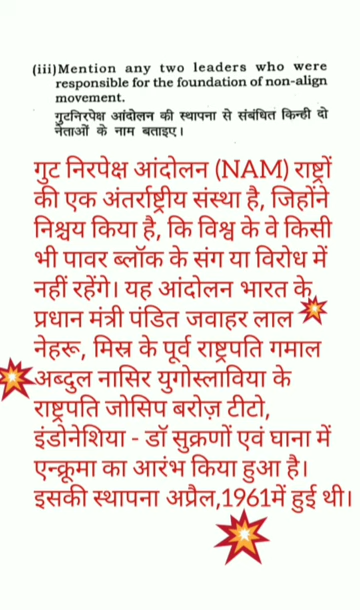 (iii)Mention any two leaders who were
responsible for the foundation of non-align
movement.
गुटनिरपेक्ष आंदोलन की स्थापना से संबंधित किन्हीं दो
नेताओं के नाम बताइए।
गुट निरपेक्ष आंदोलन (NAM) राष्ट्रों
की एक अंतर्राष्ट्रीय संस्था है, जिहोंने
निश्चय किया है, कि विश्व के वे किसी
भी पावर ब्लॉक के संग या विरोध में
नहीं रहेंगे। यह आंदोलन भारत के
प्रधान मंत्री पंडित जवाहर लाल
नेहरू, मिस्र के पूर्व राष्ट्रपति गमाल
अब्दुल नासिर युगोस्लाविया के
राष्ट्रपति जोसिप बरोज़ टीटो,
इंडोनेशिया - डॉ सुक्रणों एवं घाना में
एन्क्रूमा का आरंभ किया हुआ है।
इसकी स्थापना अप्रैल,1961में हुई थी।